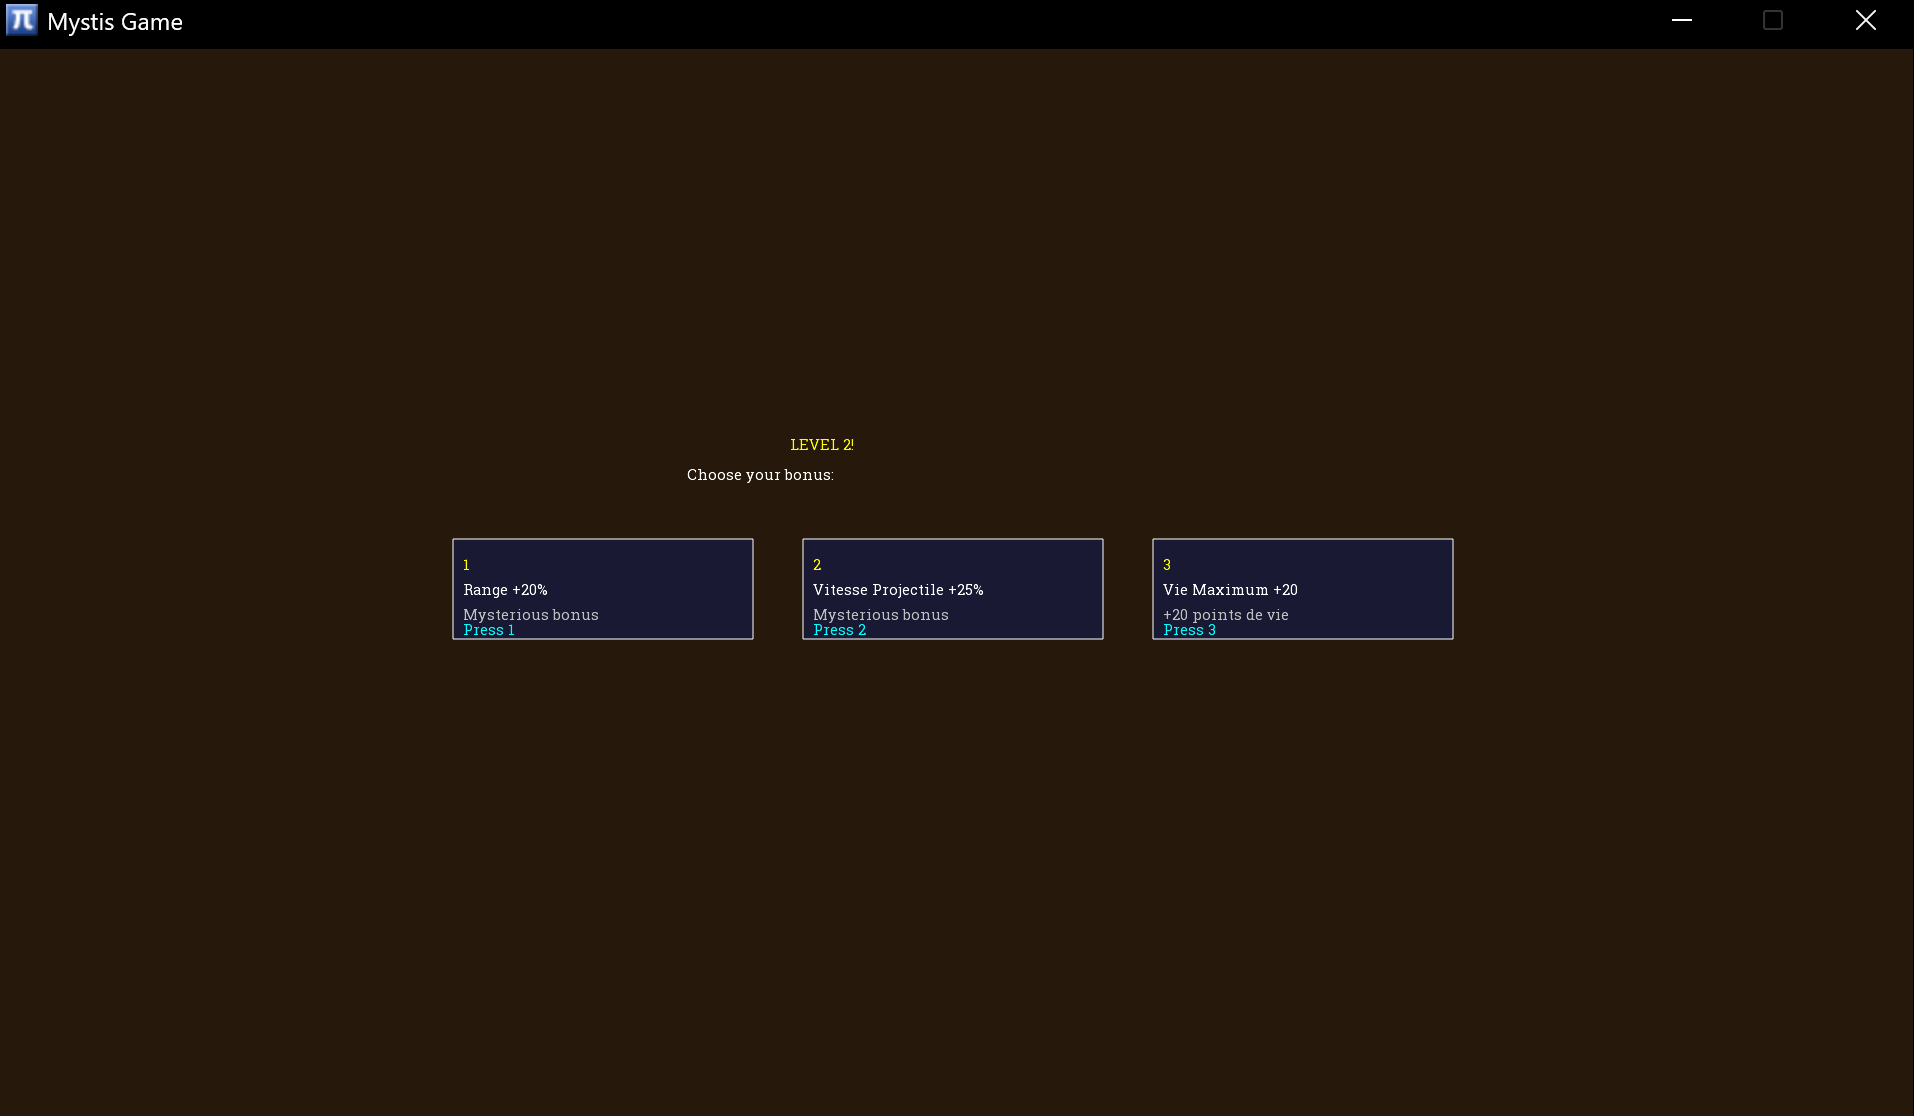 Mystis Game
LEVEL 2!
Choose your bonus:
1
Range +20%
Mysterious bonus
Press 1
2
Vitesse Projectile +25%
Mysterious bonus
Press 2
3
Vie Maximum +20
+20 points de vie
Press 3